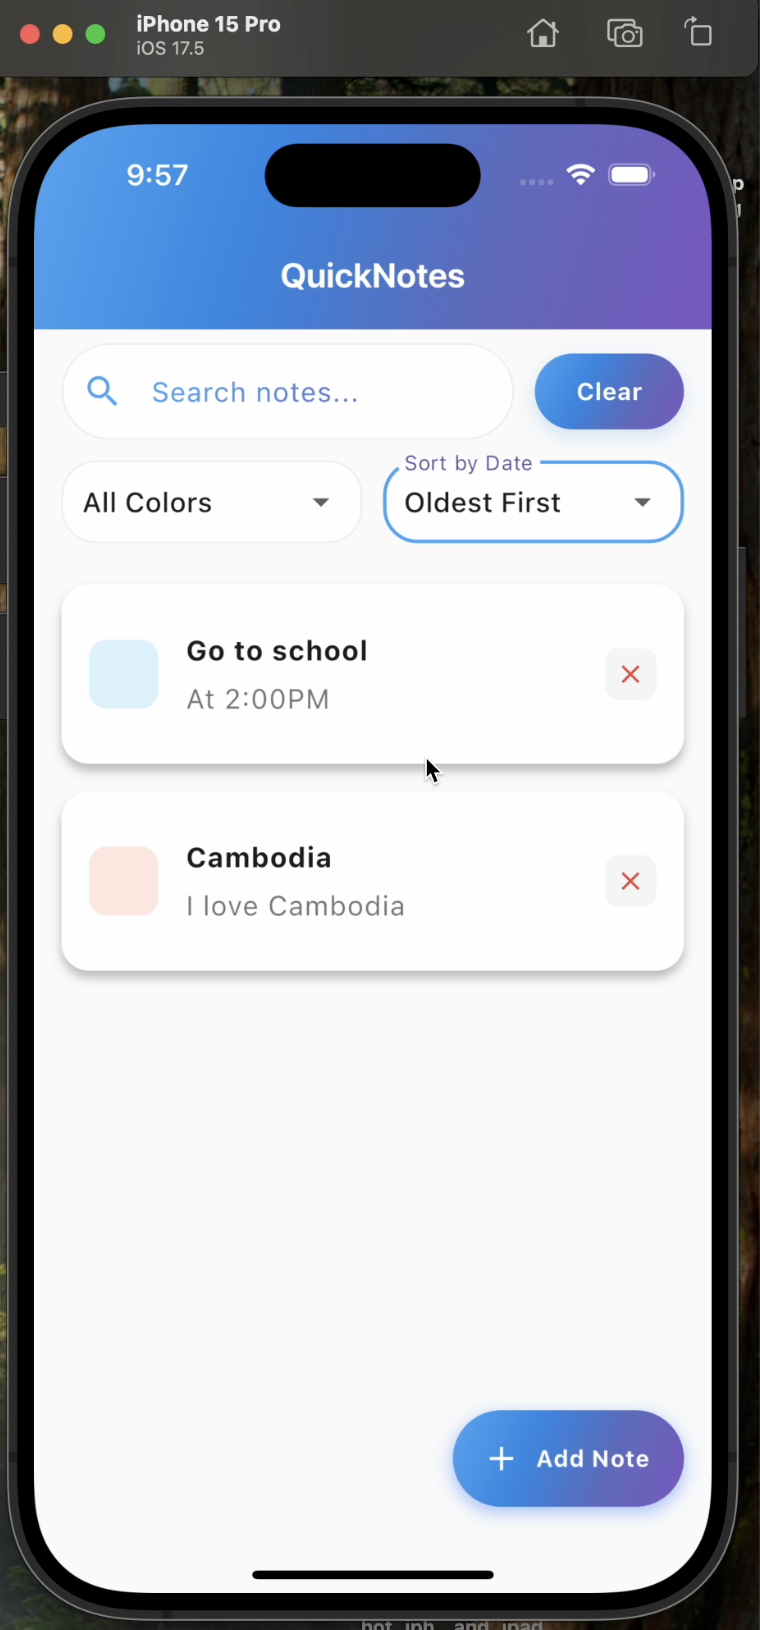 iPhone 15 Pro
iOS 17.5
9:57
QuickNotes
Search notes...
Clear
Sort by Date
All Colors
Oldest First
Go to school
At 2:00PM
Cambodia
I love Cambodia
+ Add Note